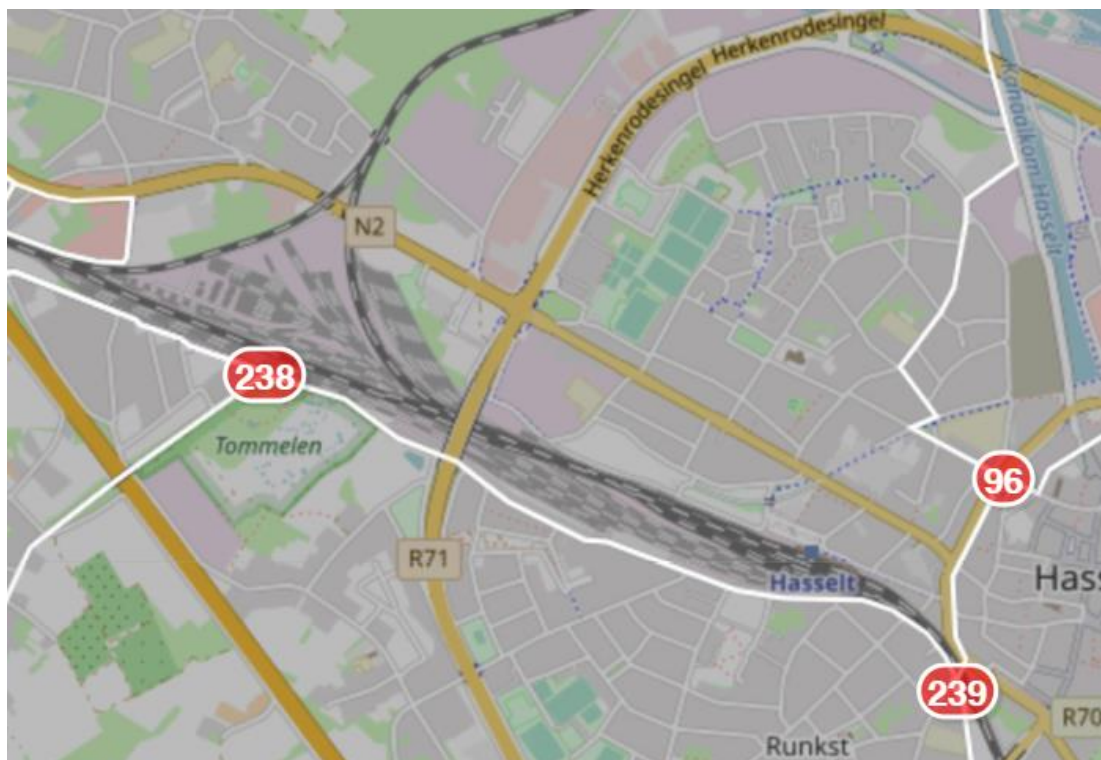 Herkenrodesingel
Herkenrodesingel
Kanaalkom Hasselt
N2
238
Tommelen
96
R71
Hasselt
Hass
239
R70
Runkst